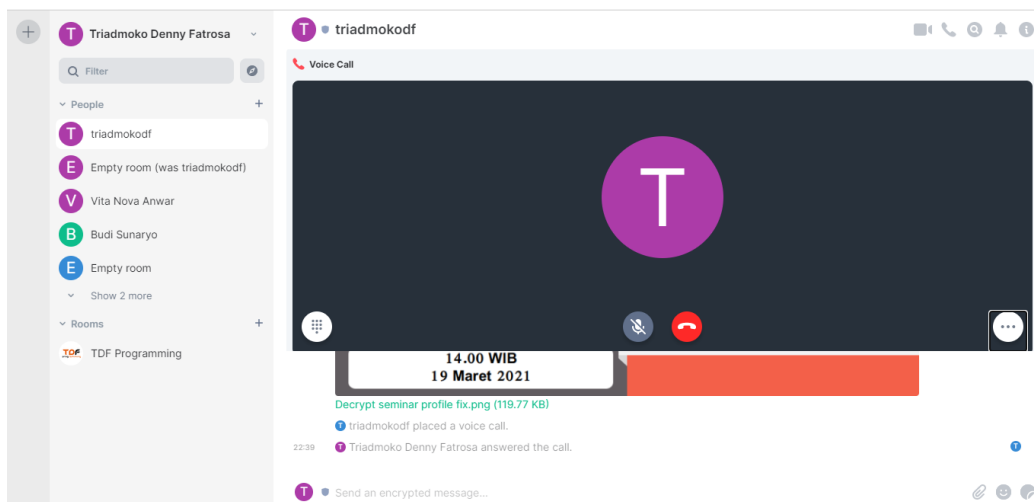 T Triadmoko Denny Fatrosa
Filter
People
T triadmokodf
E Empty room (was triadmokodf)
V Vita Nova Anwar
B Budi Sunaryo
E Empty room
Show 2 more
Rooms
TDF TDF Programming
T triadmokodf
Voice Call
T
14.00 WIB
19 Maret 2021
Decrypt seminar profile fix.png (119.77 KB)
T triadmokodf placed a voice call.
22:39 T Triadmoko Denny Fatrosa answered the call. T
T Send an encrypted message...